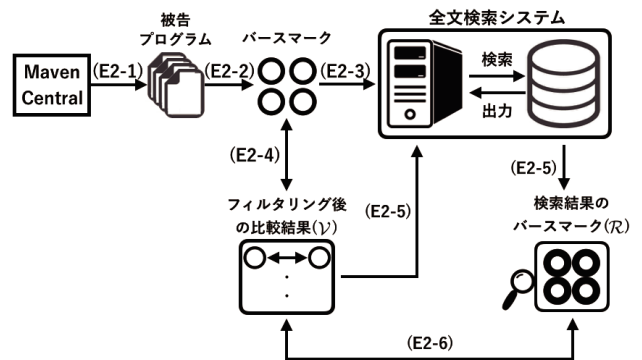 被告
プログラム
バースマーク
全文検索システム
Maven
Central
(E2-1)
(E2-2)
(E2-3)
検索
出力
(E2-4)
(E2-5)
(E2-5)
フィルタリング後
の比較結果(𝒱)
検索結果の
バースマーク(ℛ)
(E2-6)